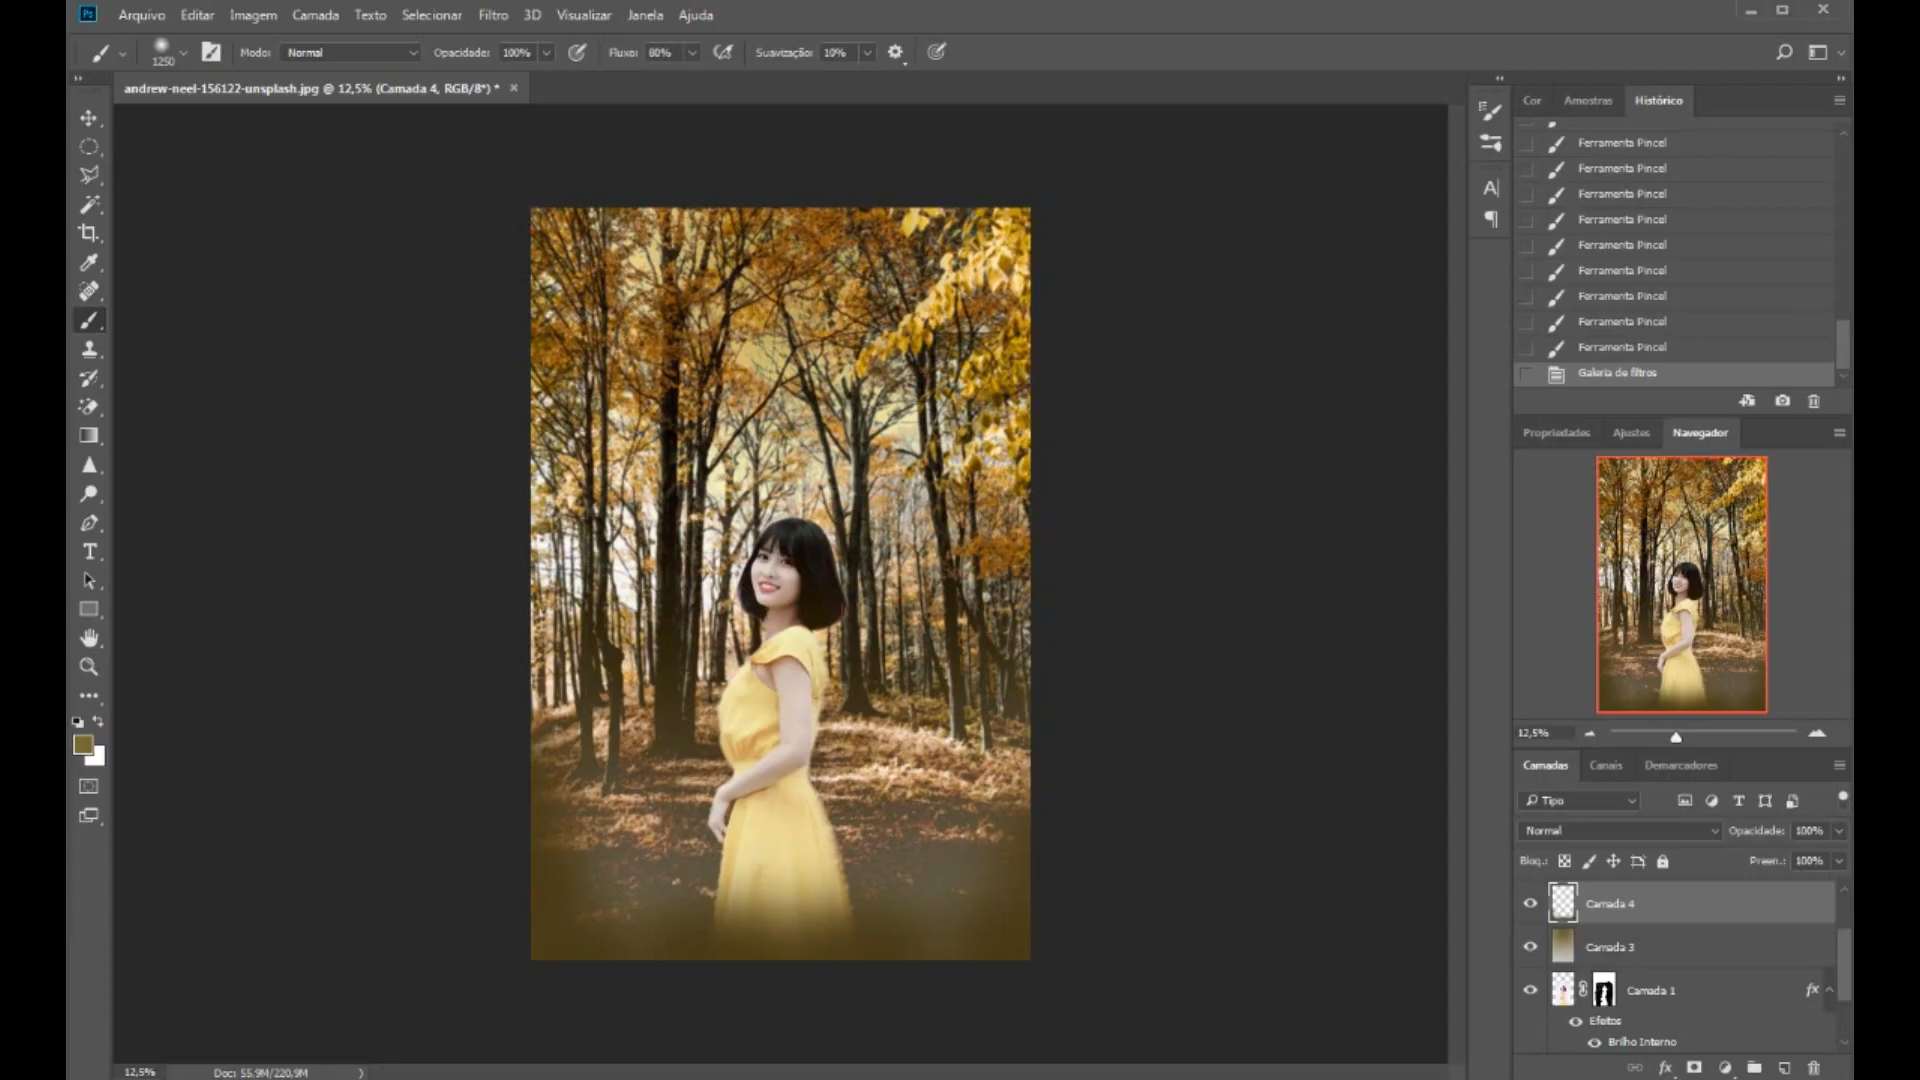 Ps Arquivo Editar Imagem Camada Texto Selecionar Filtro 3D Visualizar Janela Ajuda
1250 Modo: Normal Opacidade: 100% Fluxo: 80% Suavização: 10%
andrew-neel-156122-unsplash.jpg @ 12,5% (Camada 4, RGB/8*) *
Cor Amostras Histórico
Ferramenta Pincel
Ferramenta Pincel
Ferramenta Pincel
Ferramenta Pincel
Ferramenta Pincel
Ferramenta Pincel
Ferramenta Pincel
Ferramenta Pincel
Ferramenta Pincel
Galeria de filtros
Propriedades Ajustes Navegador
12,5%
Camadas Canais Demarcadores
Tipo
Normal Opacidade: 100%
Bloq.: Preen.: 100%
Camada 4
Camada 3
Camada 1 fx
Efeitos
Brilho Interno
12,5% Doc: 55,9M/220,9M